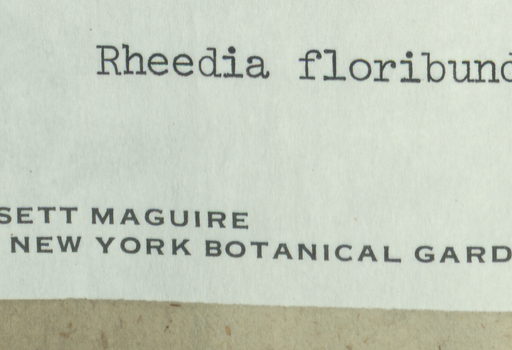 Rheedia floribund
SETT MAGUIRE
NEW YORK BOTANICAL GARD